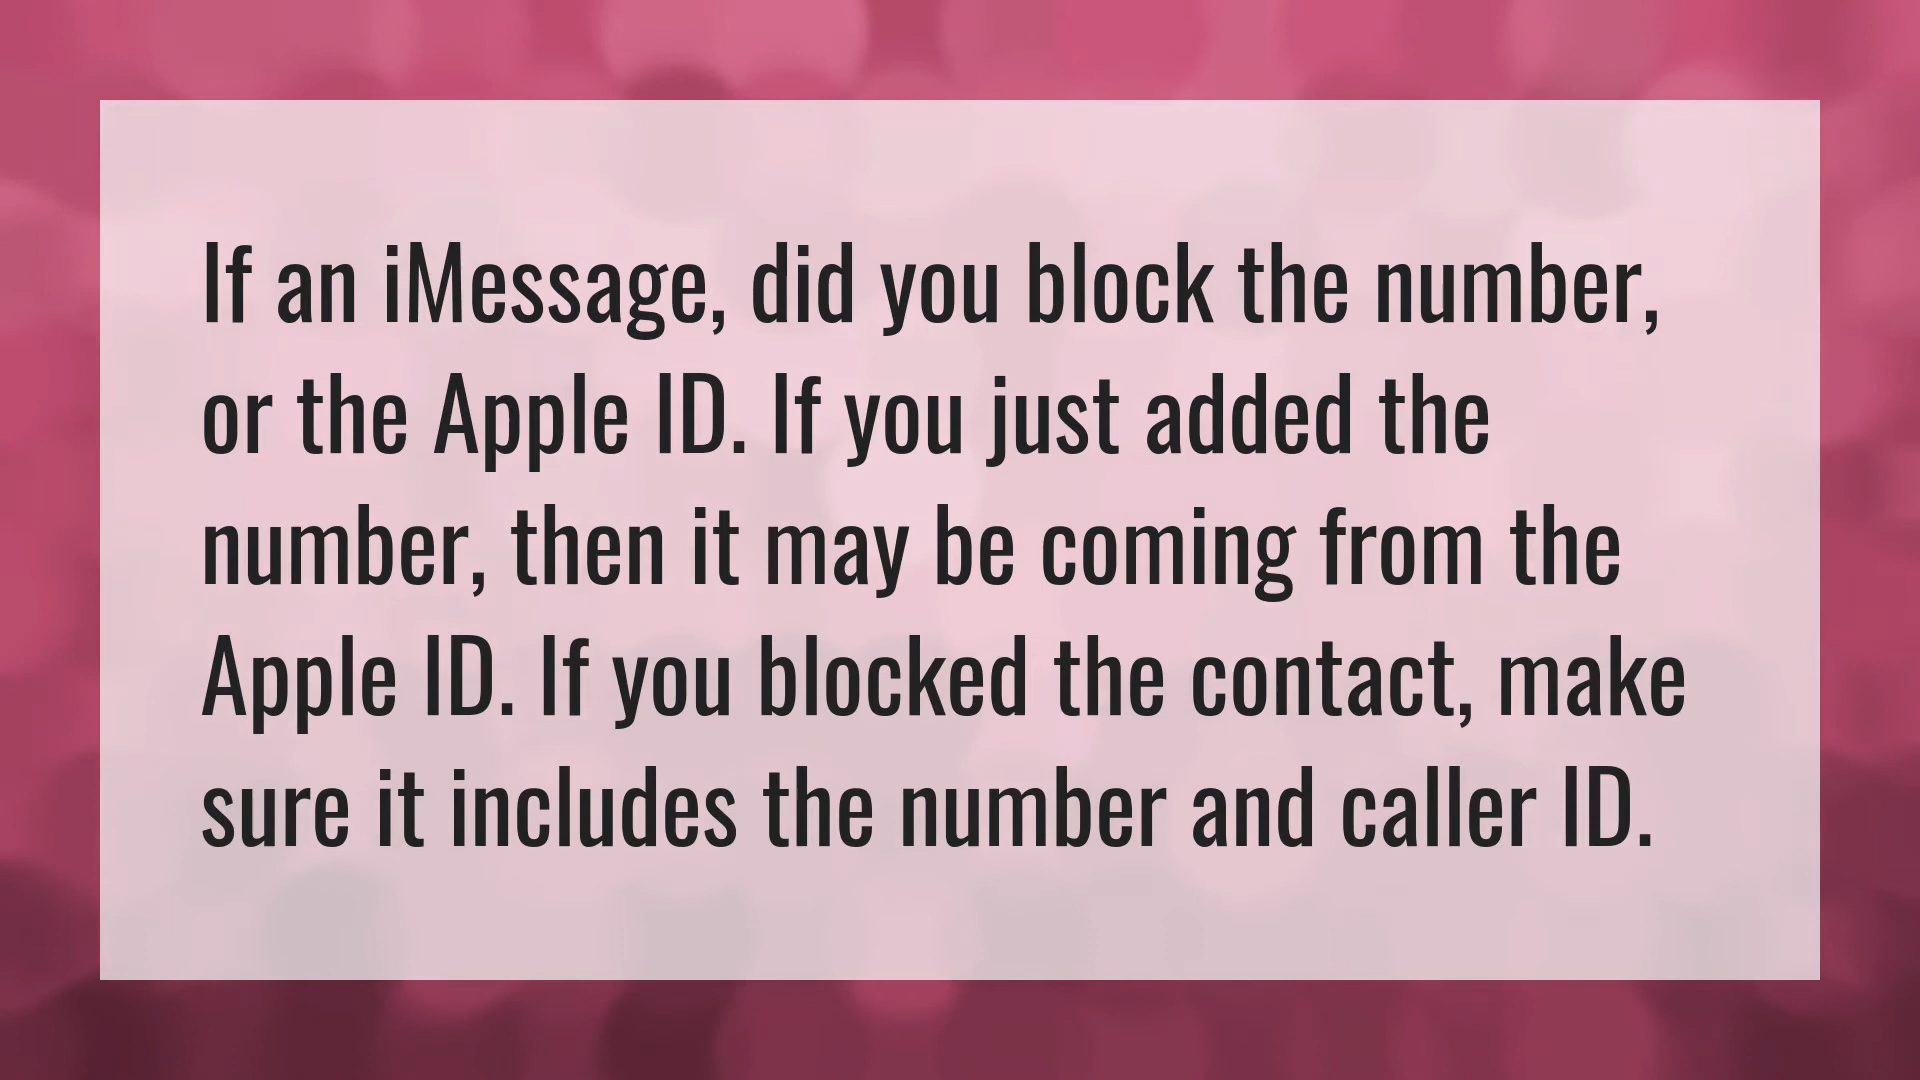 If an iMessage, did you block the number,
or the Apple ID. If you just added the
number, then it may be coming from the
Apple ID. If you blocked the contact, make
sure it includes the number and caller ID.